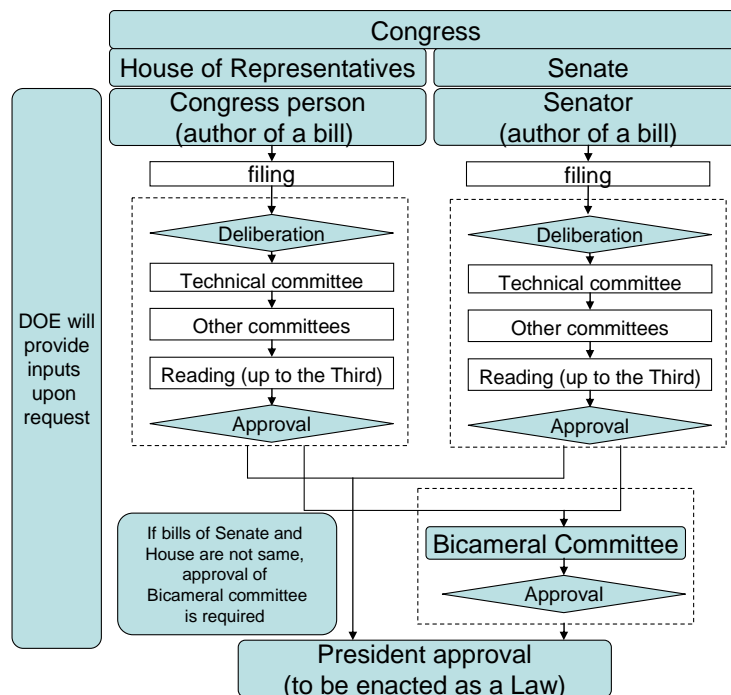 Congress
House of Representatives
Senate
Congress person
(author of a bill)
Senator
(author of a bill)
filing
filing
Deliberation
Deliberation
Technical committee
Technical committee
Other committees
Other committees
Reading (up to the Third)
Reading (up to the Third)
Approval
Approval
DOE will
provide
inputs
upon
request
If bills of Senate and
House are not same,
approval of
Bicameral committee
is required
Bicameral Committee
Approval
President approval
(to be enacted as a Law)